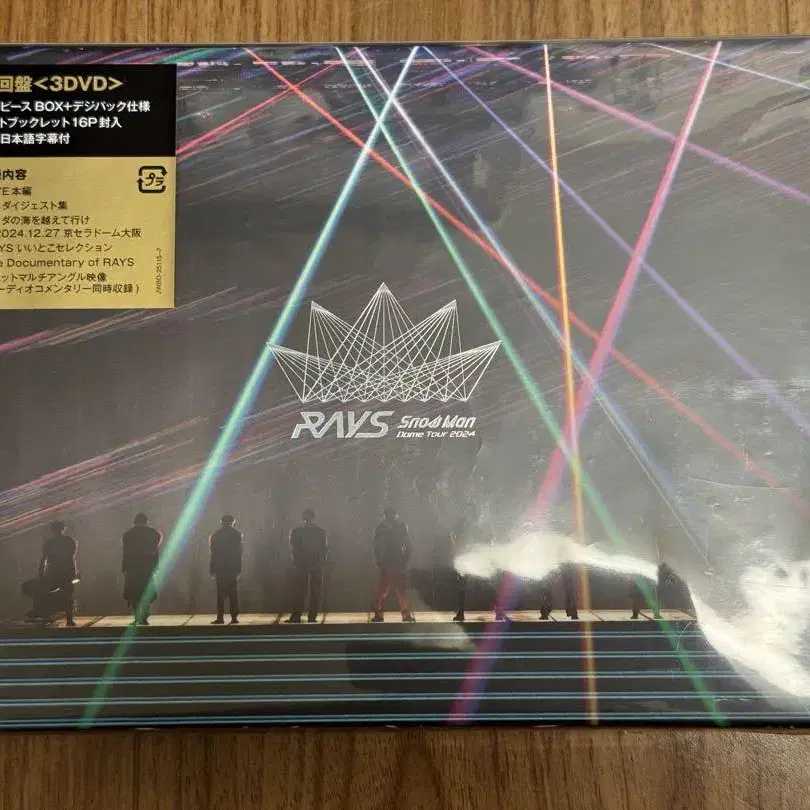 回盤<3DVD>
ピース BOX+デジパック仕様
トブックレット16P封入
日本語字幕付
内容
プラ
E本編
ダイジェスト集
ダの海を越えて行け
2024.12.27 京セラドーム大阪
YS いいとこセレクション
e Documentary of RAYS
ットマルチアングル映像
ーディオコメンタリー同時収録)
RAYS
Snow Man
Dome Tour 2024